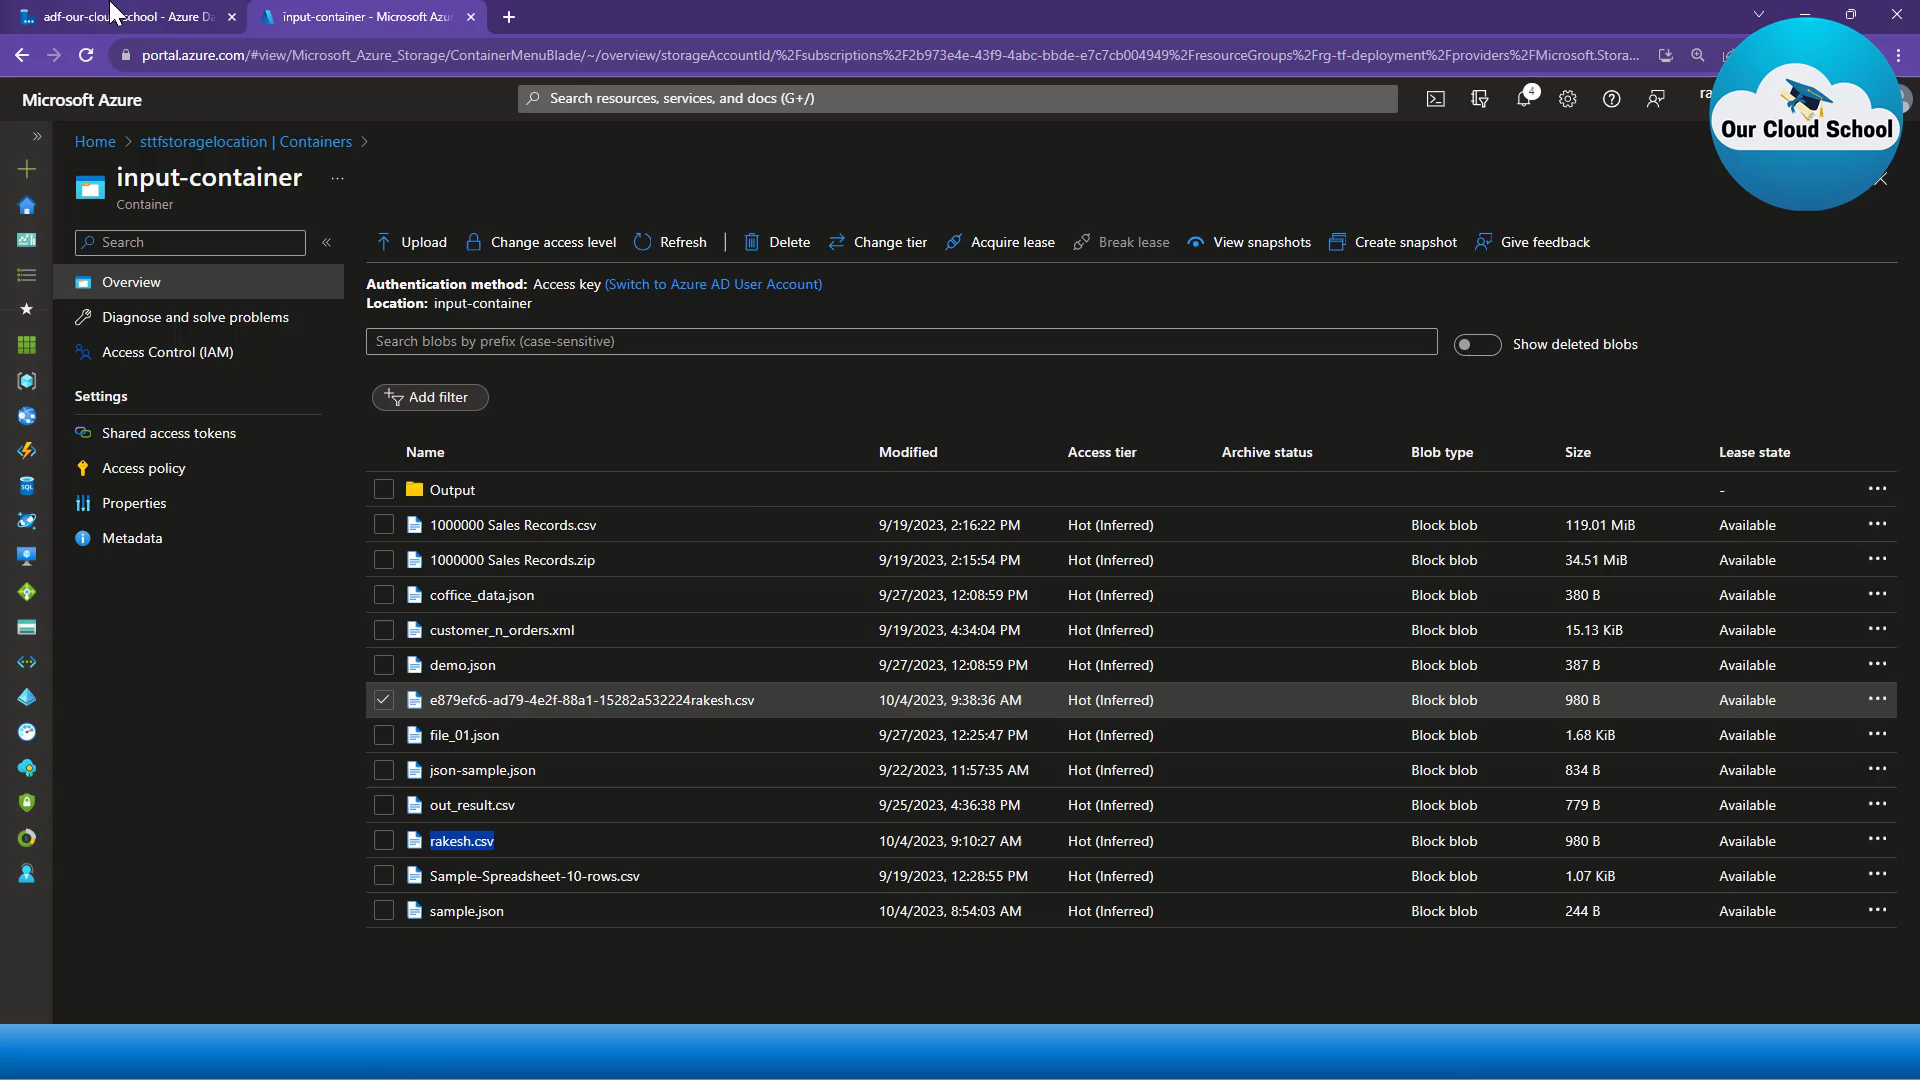 adf-our-cloud-school - Azure Da
input-container - Microsoft Azu
portal.azure.com/#view/Microsoft_Azure_Storage/ContainerMenuBlade/~/overview/storageAccountId/%2Fsubscriptions%2F2b973e4e-43f9-4abc-bbde-e7c7cb004949%2FresourceGroups%2Frg-tf-deployment%2Fproviders%2FMicrosoft.Stora...
Microsoft Azure
Search resources, services, and docs (G+/)
4
ra
Our Cloud School
Home > sttfstoragelocation | Containers >
input-container
...
Container
Search
Overview
Diagnose and solve problems
Access Control (IAM)
Settings
Shared access tokens
Access policy
Properties
Metadata
Upload Change access level Refresh Delete Change tier Acquire lease Break lease View snapshots Create snapshot Give feedback
Authentication method: Access key (Switch to Azure AD User Account)
Location: input-container
Search blobs by prefix (case-sensitive)
Show deleted blobs
Add filter
Name Modified Access tier Archive status Blob type Size Lease state
Output -
1000000 Sales Records.csv 9/19/2023, 2:16:22 PM Hot (Inferred) Block blob 119.01 MiB Available
1000000 Sales Records.zip 9/19/2023, 2:15:54 PM Hot (Inferred) Block blob 34.51 MiB Available
coffice_data.json 9/27/2023, 12:08:59 PM Hot (Inferred) Block blob 380 B Available
customer_n_orders.xml 9/19/2023, 4:34:04 PM Hot (Inferred) Block blob 15.13 KiB Available
demo.json 9/27/2023, 12:08:59 PM Hot (Inferred) Block blob 387 B Available
e879efc6-ad79-4e2f-88a1-15282a532224rakesh.csv 10/4/2023, 9:38:36 AM Hot (Inferred) Block blob 980 B Available
file_01.json 9/27/2023, 12:25:47 PM Hot (Inferred) Block blob 1.68 KiB Available
json-sample.json 9/22/2023, 11:57:35 AM Hot (Inferred) Block blob 834 B Available
out_result.csv 9/25/2023, 4:36:38 PM Hot (Inferred) Block blob 779 B Available
rakesh.csv 10/4/2023, 9:10:27 AM Hot (Inferred) Block blob 980 B Available
Sample-Spreadsheet-10-rows.csv 9/19/2023, 12:28:55 PM Hot (Inferred) Block blob 1.07 KiB Available
sample.json 10/4/2023, 8:54:03 AM Hot (Inferred) Block blob 244 B Available